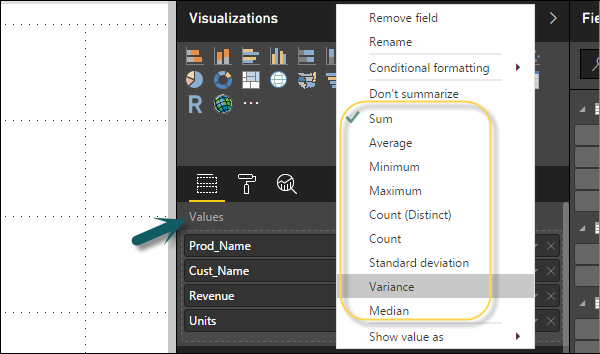 Visualizations
Remove field
Rename
Conditional formatting
Don't summarize
Sum
Average
Minimum
Maximum
Count (Distinct)
Count
Standard deviation
Variance
Median
Show value as
R
Values
Prod_Name
Cust_Name
Revenue
Units